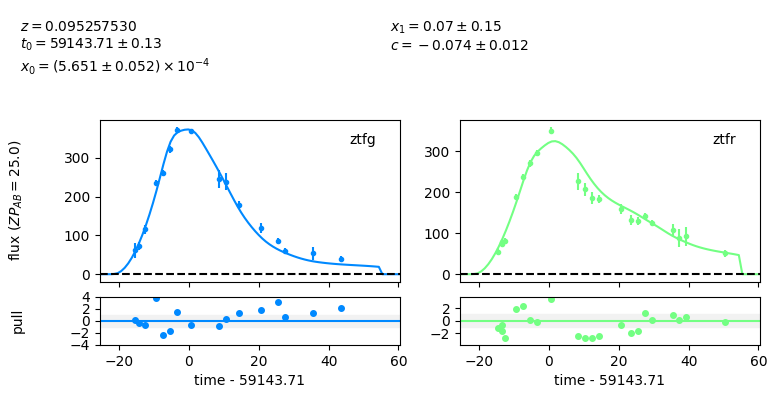 z = 0.095257530
t₀ = 59143.71 ± 0.13
x₀ = (5.651 ± 0.052) × 10⁻⁴
x₁ = 0.07 ± 0.15
c = −0.074 ± 0.012
flux (ZP_AB = 25.0)
ztfg
300
200
100
0
ztfr
300
200
100
0
pull
4
2
0
−2
−4
−20
0
20
40
60
time - 59143.71
2
0
−2
−20
0
20
40
60
time - 59143.71